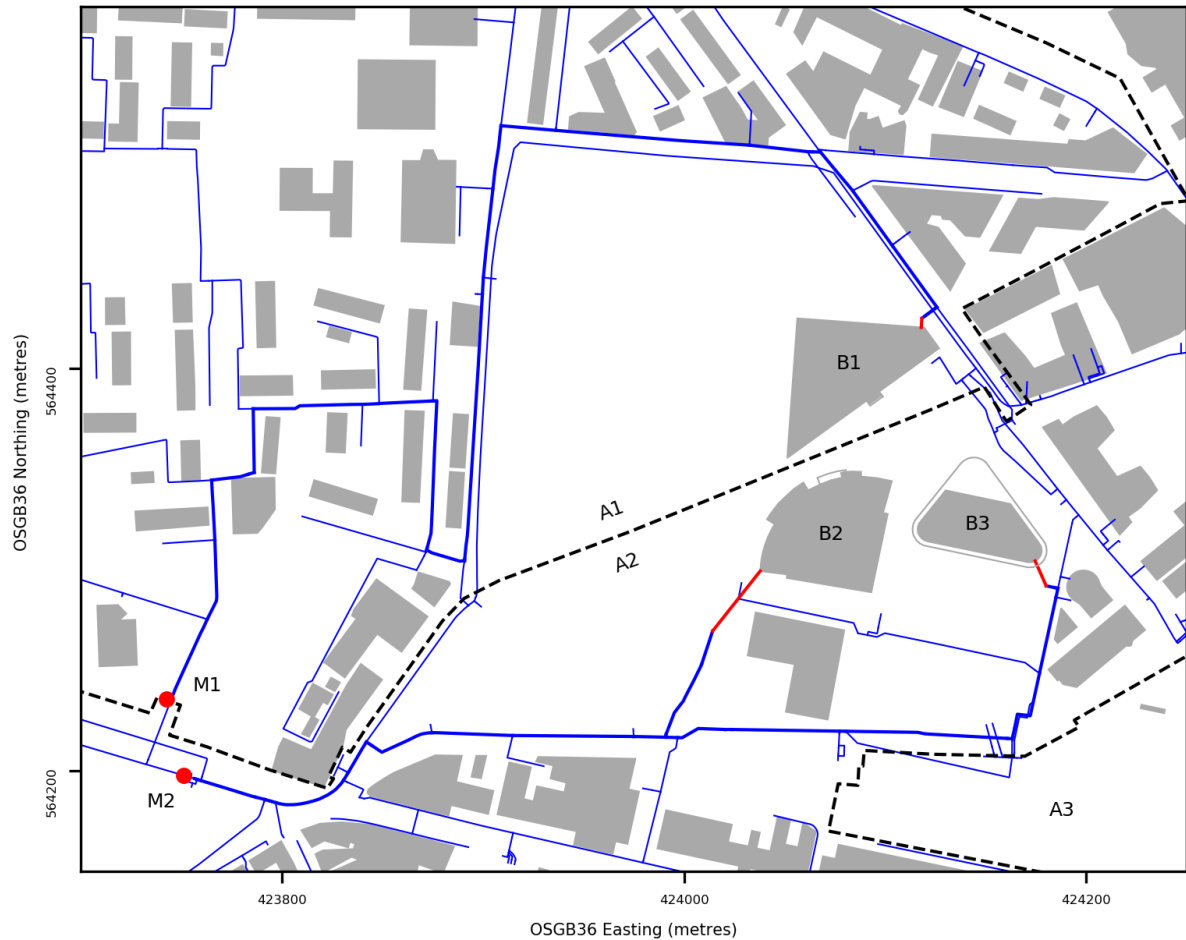 B1
A1
B3
B2
A2
M1
M2
A3
564400
564200
OSGB36 Northing (metres)
423800
424000
424200
OSGB36 Easting (metres)